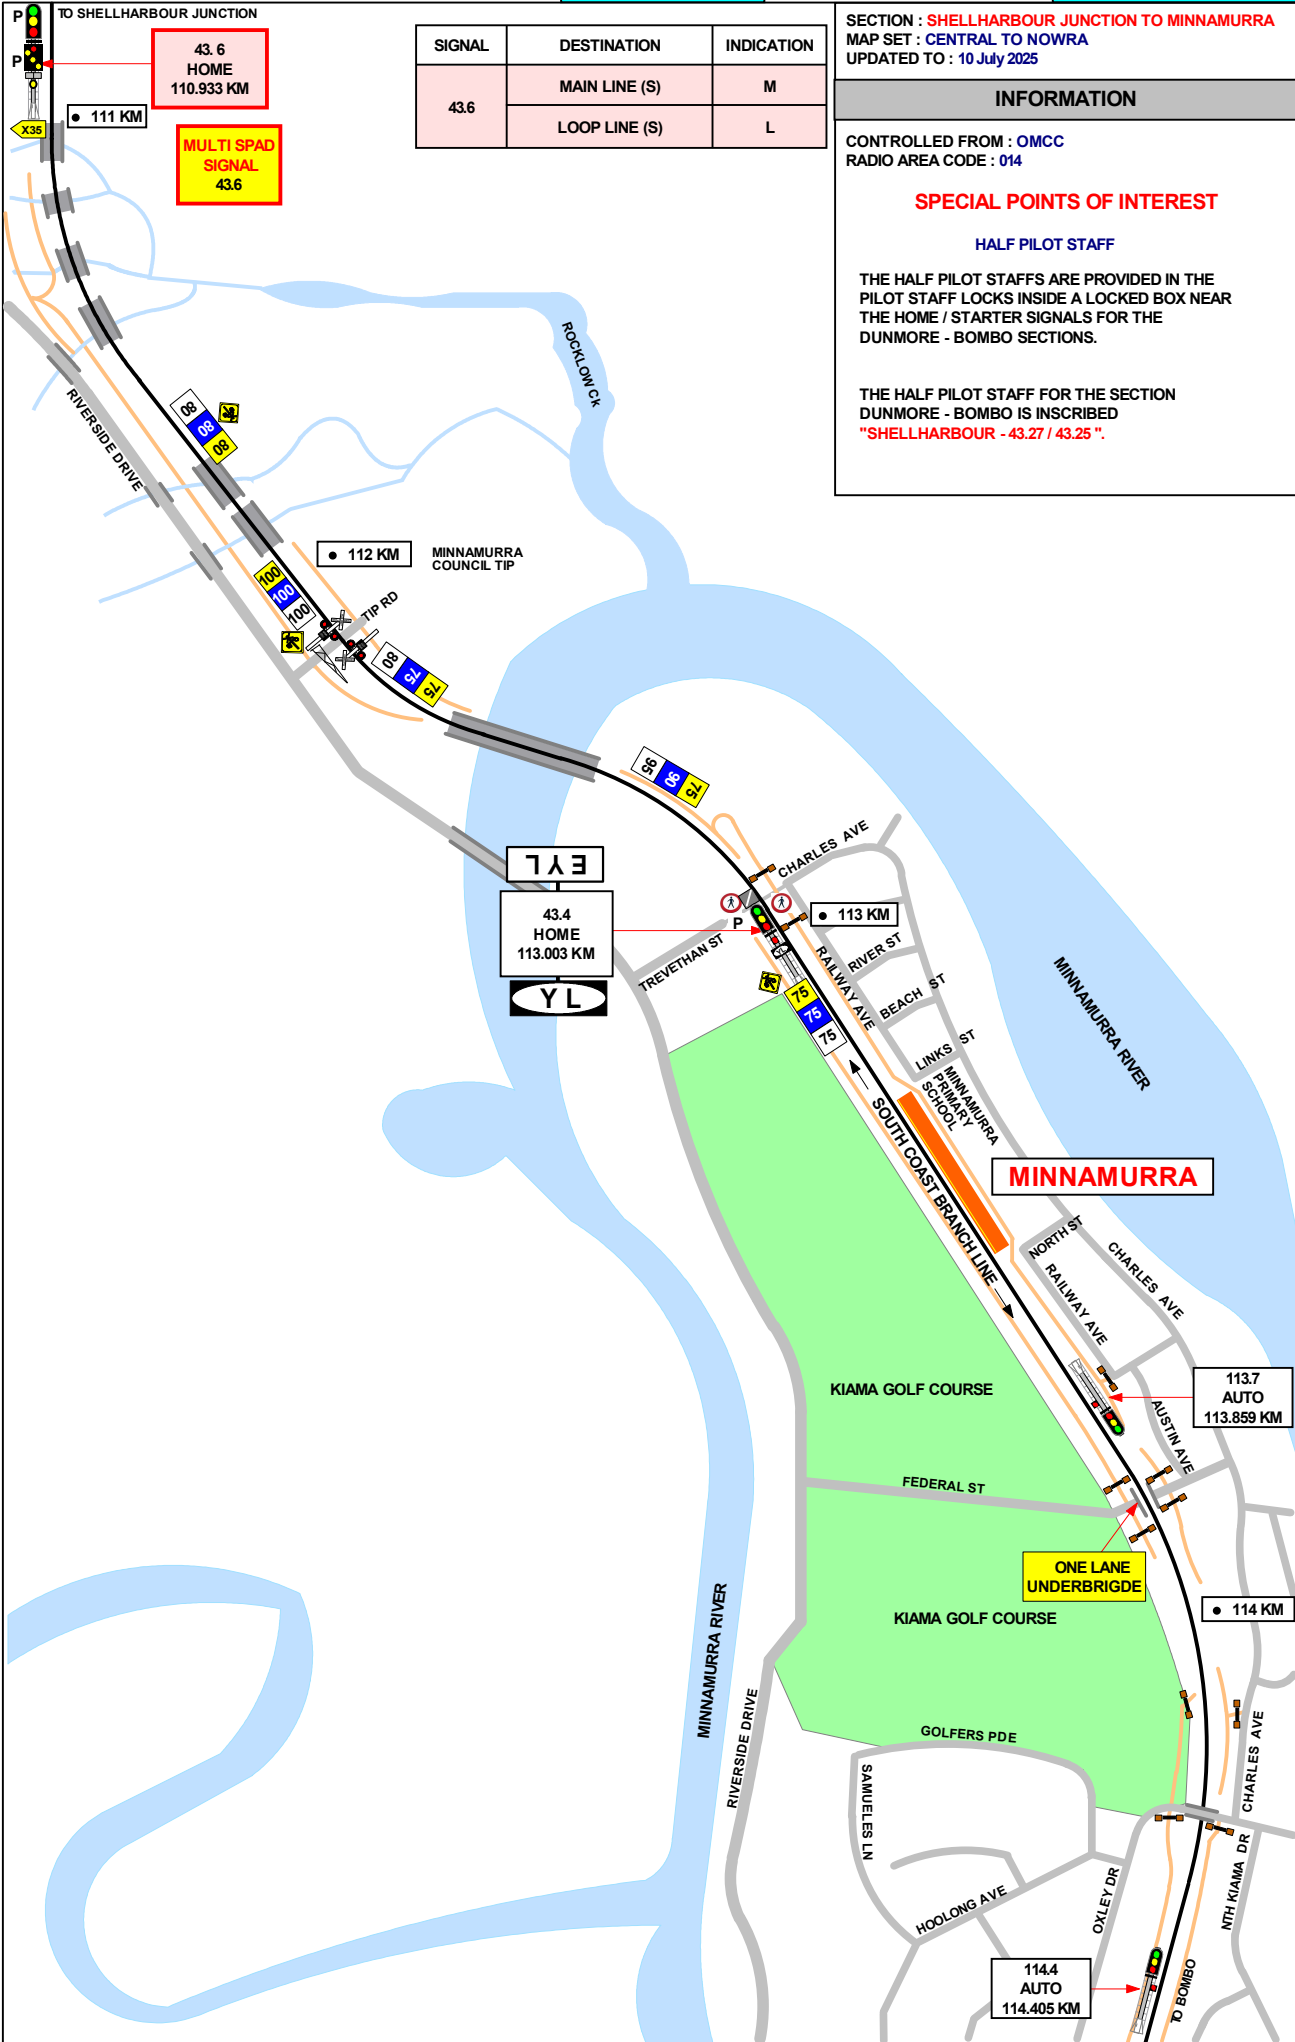 P
TO SHELLHARBOUR JUNCTION
P
43. 6
HOME
110.933 KM
111 KM
X35
MULTI SPAD
SIGNAL
43.6
SIGNAL DESTINATION INDICATION
43.6
MAIN LINE (S) M
LOOP LINE (S) L
SECTION : SHELLHARBOUR JUNCTION TO MINNAMURRA
MAP SET : CENTRAL TO NOWRA
UPDATED TO : 10 July 2025
INFORMATION
CONTROLLED FROM : OMCC
RADIO AREA CODE : 014
SPECIAL POINTS OF INTEREST
HALF PILOT STAFF
THE HALF PILOT STAFFS ARE PROVIDED IN THE
PILOT STAFF LOCKS INSIDE A LOCKED BOX NEAR
THE HOME / STARTER SIGNALS FOR THE
DUNMORE - BOMBO SECTIONS.
THE HALF PILOT STAFF FOR THE SECTION
DUNMORE - BOMBO IS INSCRIBED
"SHELLHARBOUR - 43.27 / 43.25 ".
ROCKLOW CK
RIVERSIDE DRIVE
80
80
80
112 KM
MINNAMURRA
COUNCIL TIP
100
100
100
TIP RD
80
75
75
95
90
75
EYL
43.4
HOME
113.003 KM
YL
CHARLES AVE
P
YL
113 KM
TREVETHAN ST
RAILWAY AVE
RIVER ST
BEACH ST
LINKS ST
75
75
75
MINNAMURRA
PRIMARY
SCHOOL
MINNAMURRA RIVER
SOUTH COAST BRANCH LINE
MINNAMURRA
NORTH ST
RAILWAY AVE
CHARLES AVE
KIAMA GOLF COURSE
113.7
AUTO
113.859 KM
AUSTIN AVE
FEDERAL ST
ONE LANE
UNDERBRIGDE
114 KM
KIAMA GOLF COURSE
MINNAMURRA RIVER
RIVERSIDE DRIVE
GOLFERS PDE
CHARLES AVE
SAMUELES LN
HOOLONG AVE
OXLEY DR
NTH KIAMA DR
114.4
AUTO
114.405 KM
TO BOMBO